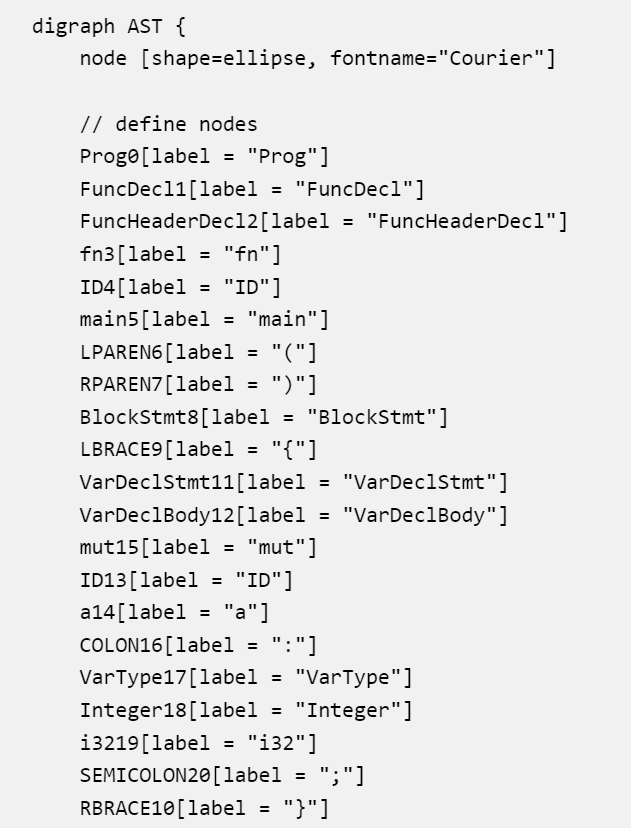 digraph AST {
    node [shape=ellipse, fontname="Courier"]

    // define nodes
    Prog0[label = "Prog"]
    FuncDecl1[label = "FuncDecl"]
    FuncHeaderDecl2[label = "FuncHeaderDecl"]
    fn3[label = "fn"]
    ID4[label = "ID"]
    main5[label = "main"]
    LPAREN6[label = "("]
    RPAREN7[label = ")"]
    BlockStmt8[label = "BlockStmt"]
    LBRACE9[label = "{"]
    VarDeclStmt11[label = "VarDeclStmt"]
    VarDeclBody12[label = "VarDeclBody"]
    mut15[label = "mut"]
    ID13[label = "ID"]
    a14[label = "a"]
    COLON16[label = ":"]
    VarType17[label = "VarType"]
    Integer18[label = "Integer"]
    i3219[label = "i32"]
    SEMICOLON20[label = ";"]
    RBRACE10[label = "}"]